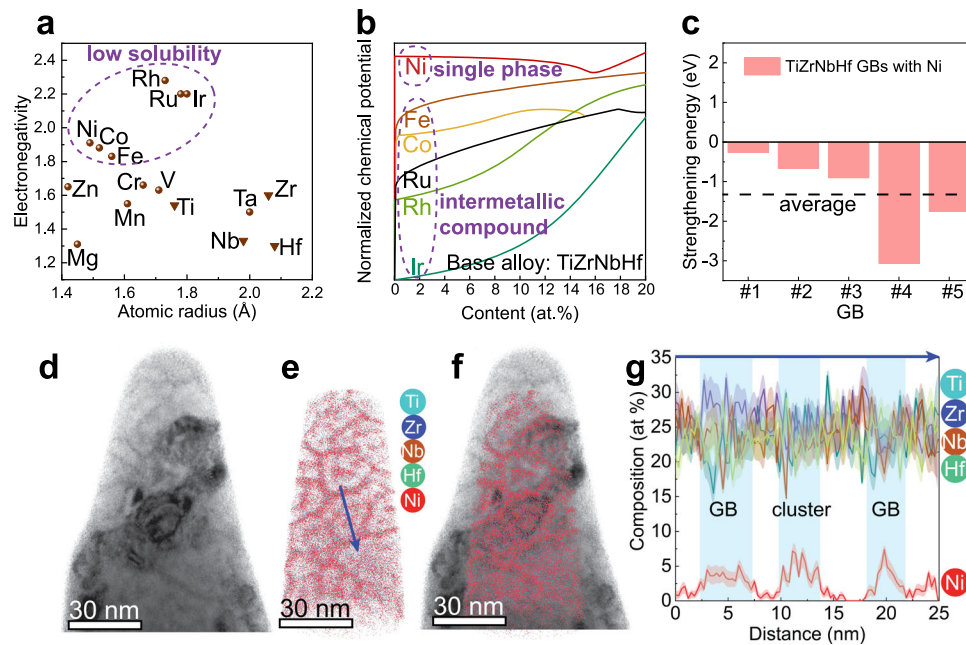 a
low solubility
Rh
Ru
Ir
Ni
Co
Fe
Zn
Cr
V
Mn
Ti
Ta
Zr
Mg
Nb
Hf
Electronegativity
2.4
2.2
2.0
1.8
1.6
1.4
1.2
1.4
1.6
1.8
2.0
2.2
Atomic radius (Å)
b
Normalized chemical potential
Ni
single phase
Fe
Co
Ru
Rh
intermetallic
compound
Ir
Base alloy: TiZrNbHf
0
2
4
6
8
10
12
14
16
18
20
Content (at.%)
c
Strengthening energy (eV)
TiZrNbHf GBs with Ni
2
1
0
-1
-2
-3
average
#1
#2
#3
#4
#5
GB
d
30 nm
e
Ti
Zr
Nb
Hf
Ni
30 nm
f
30 nm
g
Composition (at %)
35
30
25
20
15
10
5
0
Ti
Zr
Nb
Hf
GB
cluster
GB
Ni
0
5
10
15
20
25
Distance (nm)